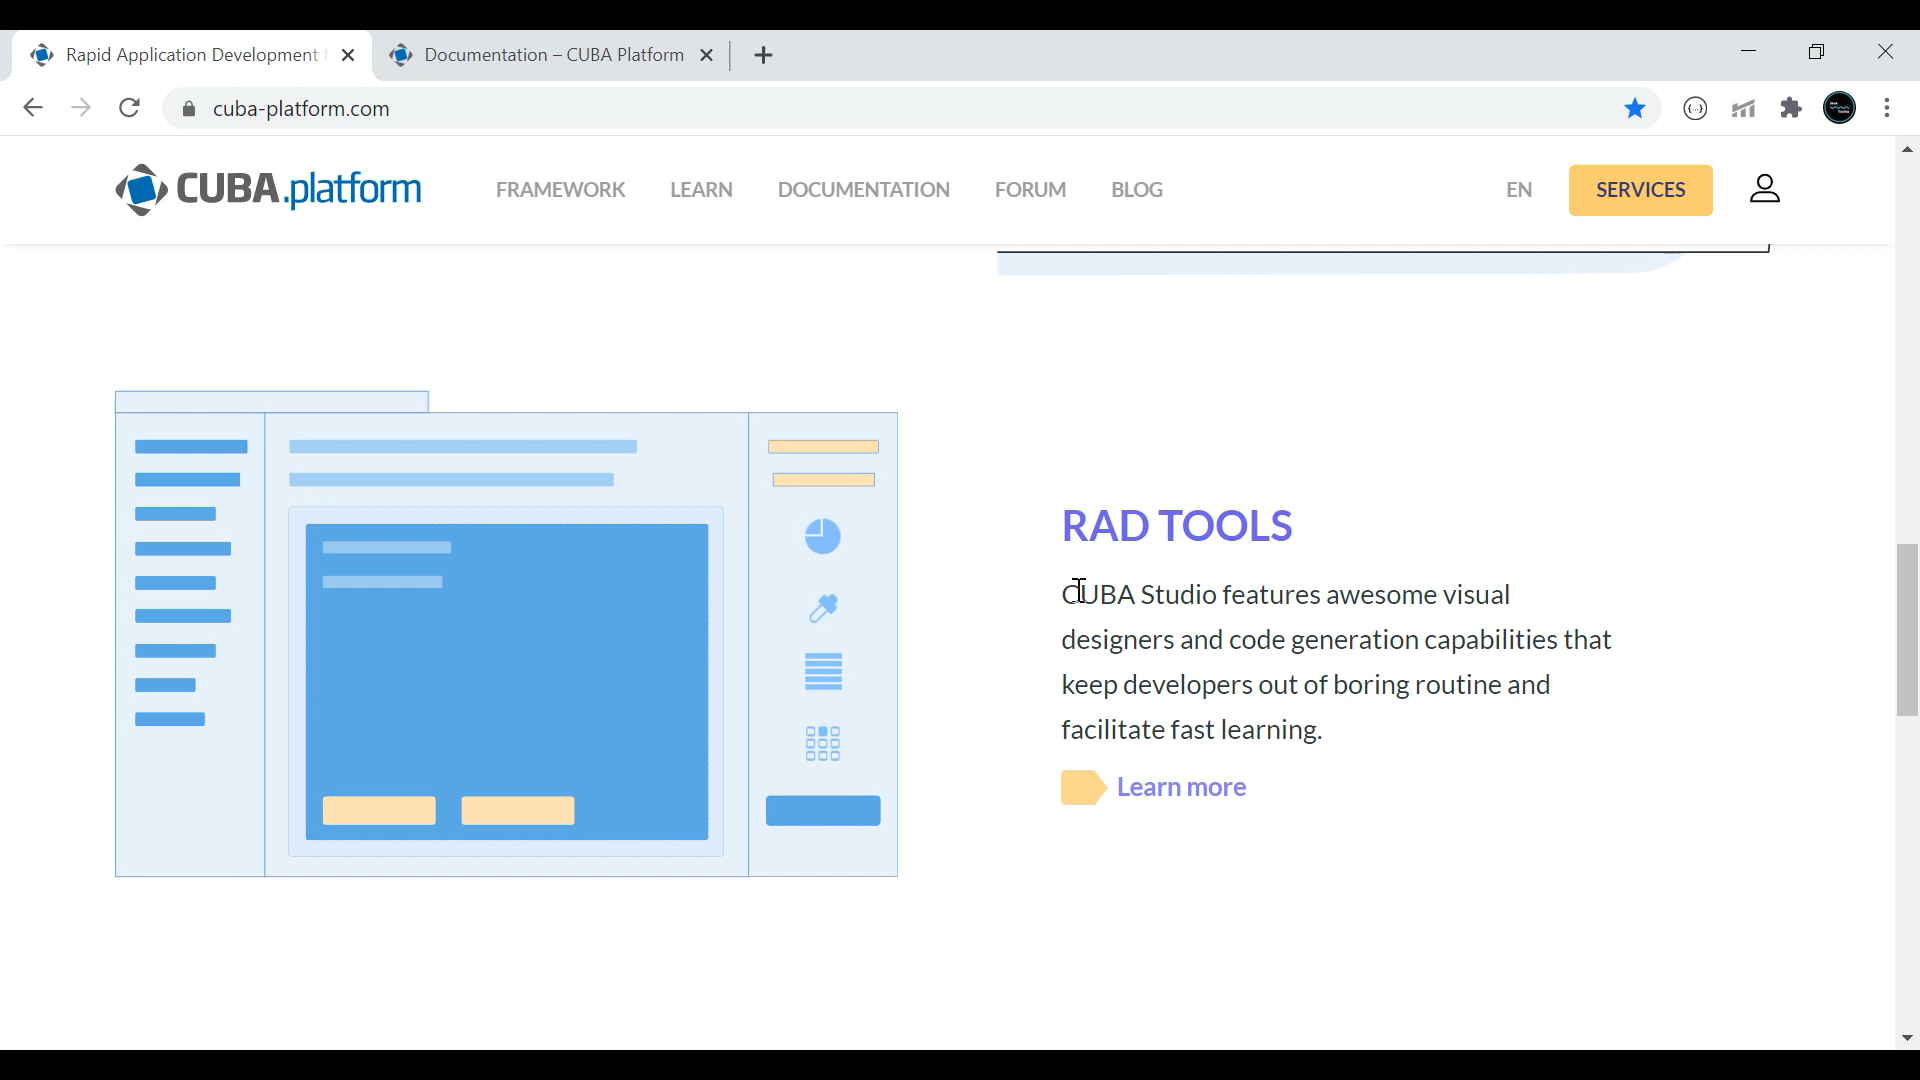 Rapid Application Development f
Documentation – CUBA Platform
cuba-platform.com
CUBA.platform
FRAMEWORK
LEARN
DOCUMENTATION
FORUM
BLOG
EN
SERVICES
RAD TOOLS
CUBA Studio features awesome visual
designers and code generation capabilities that
keep developers out of boring routine and
facilitate fast learning.
Learn more